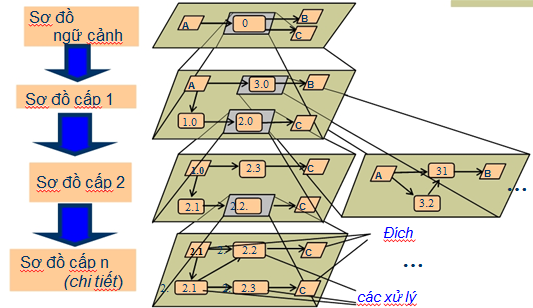 Sơ đồ
ngữ cảnh
A
0
B
C
Sơ đồ cấp 1
A
3.0
B
1.0
2.0
C
Sơ đồ cấp 2
1.0
2.3
C
2.1
2.
C
A
31
B
3.2
...
Sơ đồ cấp n
(chi tiết)
2.1
2.2
C
2.1
2.3
C
Đích
...
các xử lý